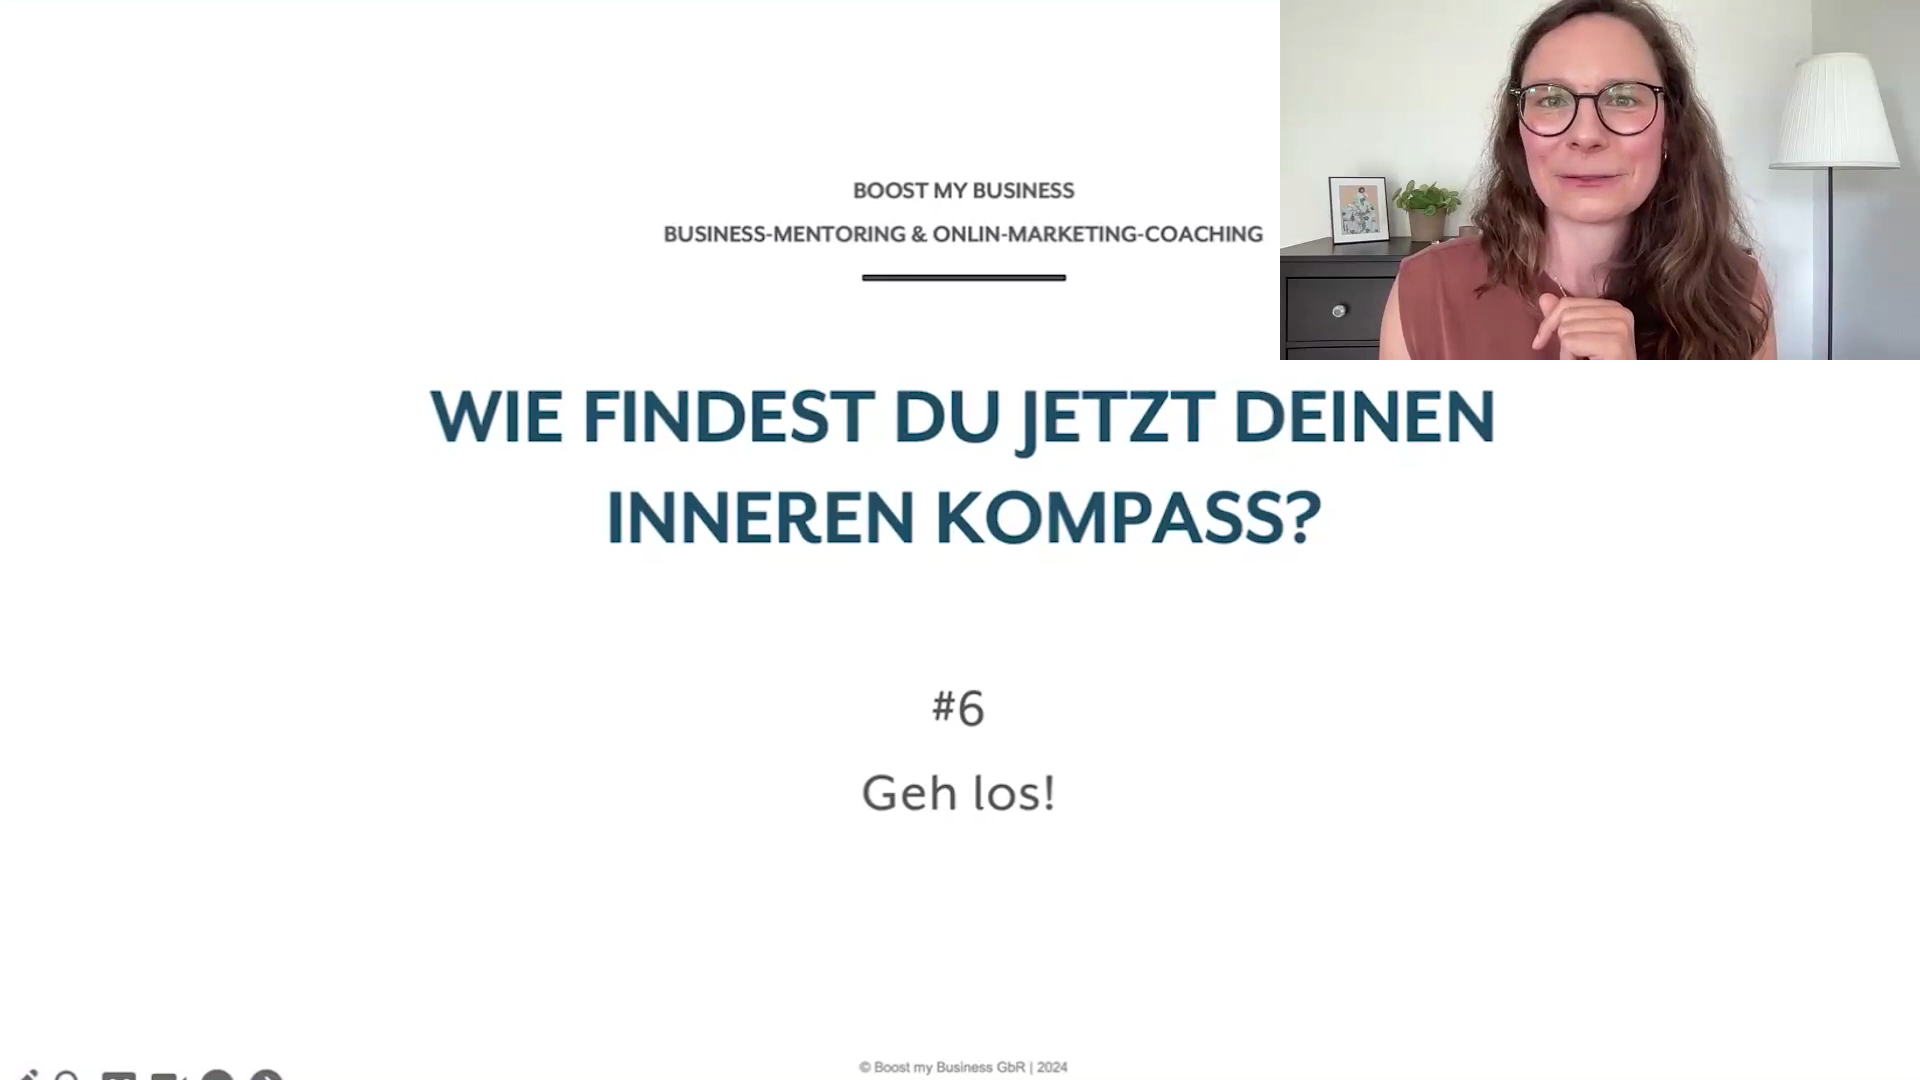 BOOST MY BUSINESS
BUSINESS-MENTORING & ONLIN-MARKETING-COACHING
WIE FINDEST DU JETZT DEINEN
INNEREN KOMPASS?
#6
Geh los!
© Boost my Business GbR | 2024